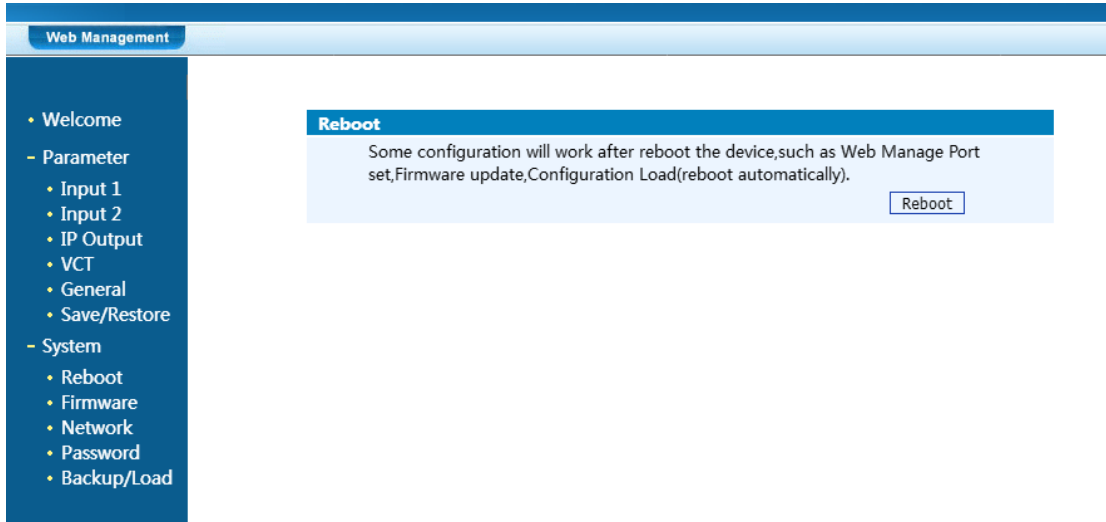 Web Management
Welcome
Parameter
Input 1
Input 2
IP Output
VCT
General
Save/Restore
System
Reboot
Firmware
Network
Password
Backup/Load
Reboot
Some configuration will work after reboot the device,such as Web Manage Port
set,Firmware update,Configuration Load(reboot automatically).
Reboot